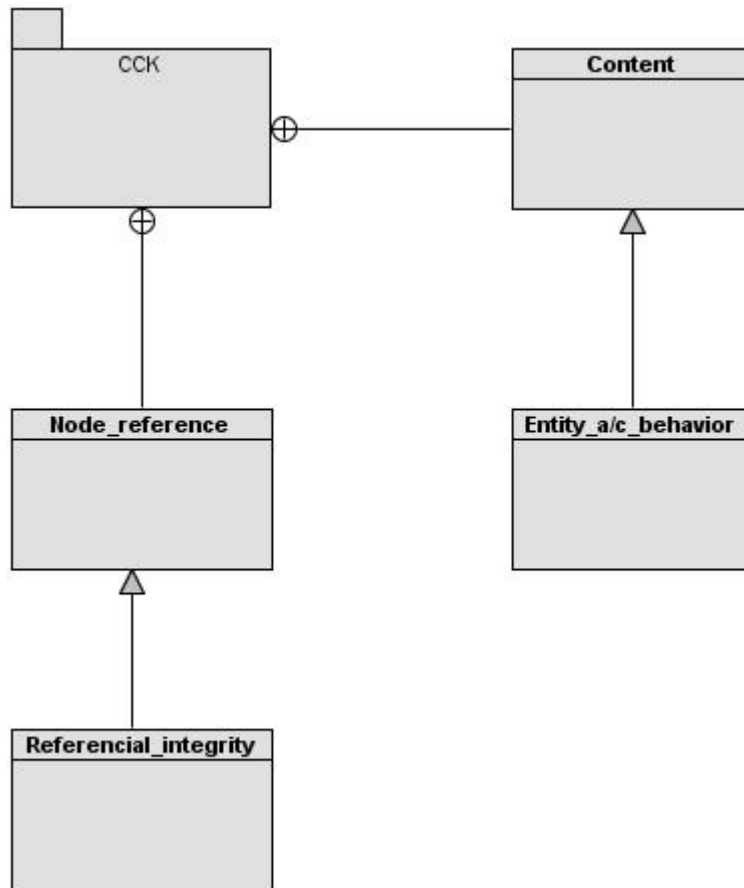 CCK
Content
Node_reference
Entity_a/c_behavior
Referencial_integrity